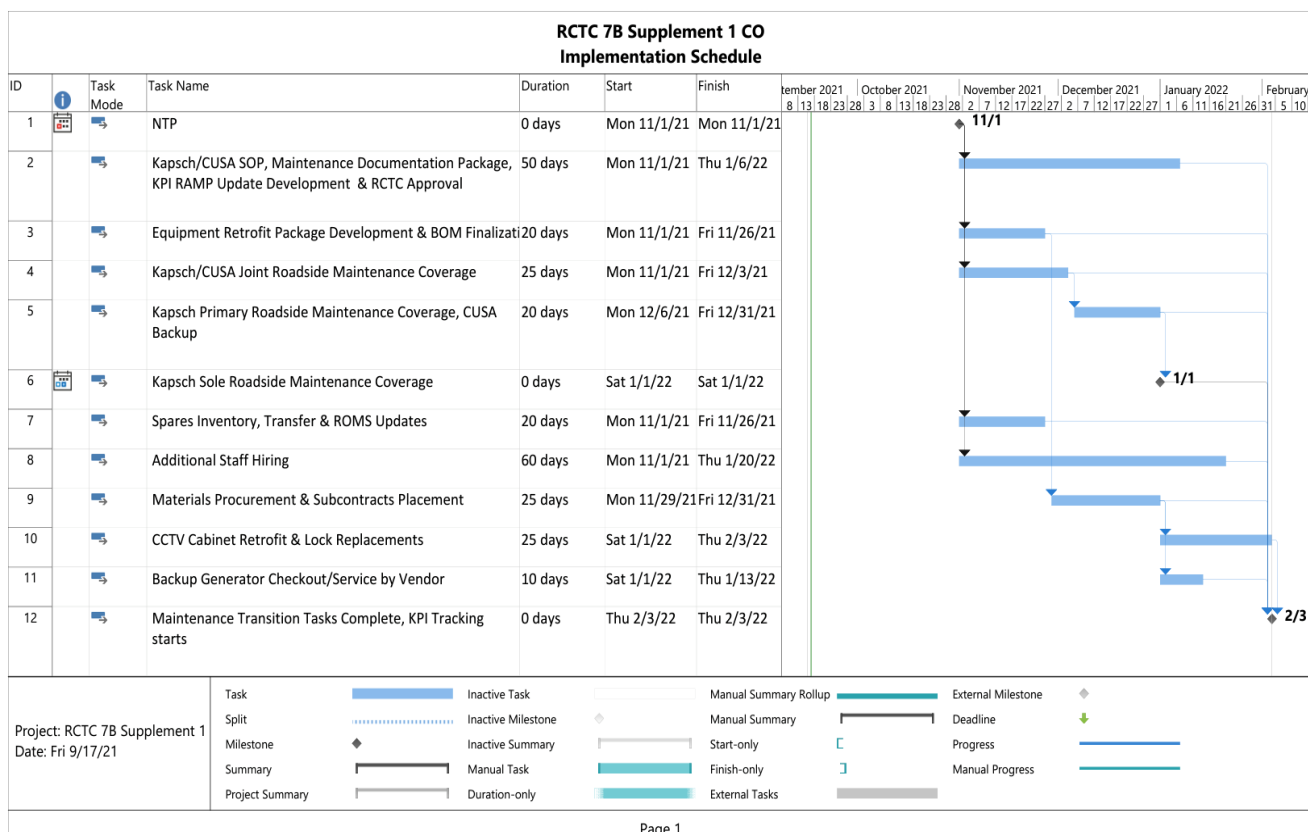 RCTC 7B Supplement 1 CO
Implementation Schedule
ID Task Mode Task Name Duration Start Finish tember 2021 October 2021 November 2021 December 2021 January 2022 February
8 13 18 23 28 3 8 13 18 23 28 2 7 12 17 22 27 2 7 12 17 22 27 1 6 11 16 21 26 31 5 10
1 NTP 0 days Mon 11/1/21 Mon 11/1/21 11/1
2 Kapsch/CUSA SOP, Maintenance Documentation Package, 50 days Mon 11/1/21 Thu 1/6/22
KPI RAMP Update Development & RCTC Approval
3 Equipment Retrofit Package Development & BOM Finalizati 20 days Mon 11/1/21 Fri 11/26/21
4 Kapsch/CUSA Joint Roadside Maintenance Coverage 25 days Mon 11/1/21 Fri 12/3/21
5 Kapsch Primary Roadside Maintenance Coverage, CUSA 20 days Mon 12/6/21 Fri 12/31/21
Backup
6 Kapsch Sole Roadside Maintenance Coverage 0 days Sat 1/1/22 Sat 1/1/22 1/1
7 Spares Inventory, Transfer & ROMS Updates 20 days Mon 11/1/21 Fri 11/26/21
8 Additional Staff Hiring 60 days Mon 11/1/21 Thu 1/20/22
9 Materials Procurement & Subcontracts Placement 25 days Mon 11/29/21 Fri 12/31/21
10 CCTV Cabinet Retrofit & Lock Replacements 25 days Sat 1/1/22 Thu 2/3/22
11 Backup Generator Checkout/Service by Vendor 10 days Sat 1/1/22 Thu 1/13/22
12 Maintenance Transition Tasks Complete, KPI Tracking 0 days Thu 2/3/22 Thu 2/3/22 2/3
starts
Project: RCTC 7B Supplement 1
Date: Fri 9/17/21
Task Inactive Task Manual Summary Rollup External Milestone
Split Inactive Milestone Manual Summary Deadline
Milestone Inactive Summary Start-only Progress
Summary Manual Task Finish-only Manual Progress
Project Summary Duration-only External Tasks
Page 1